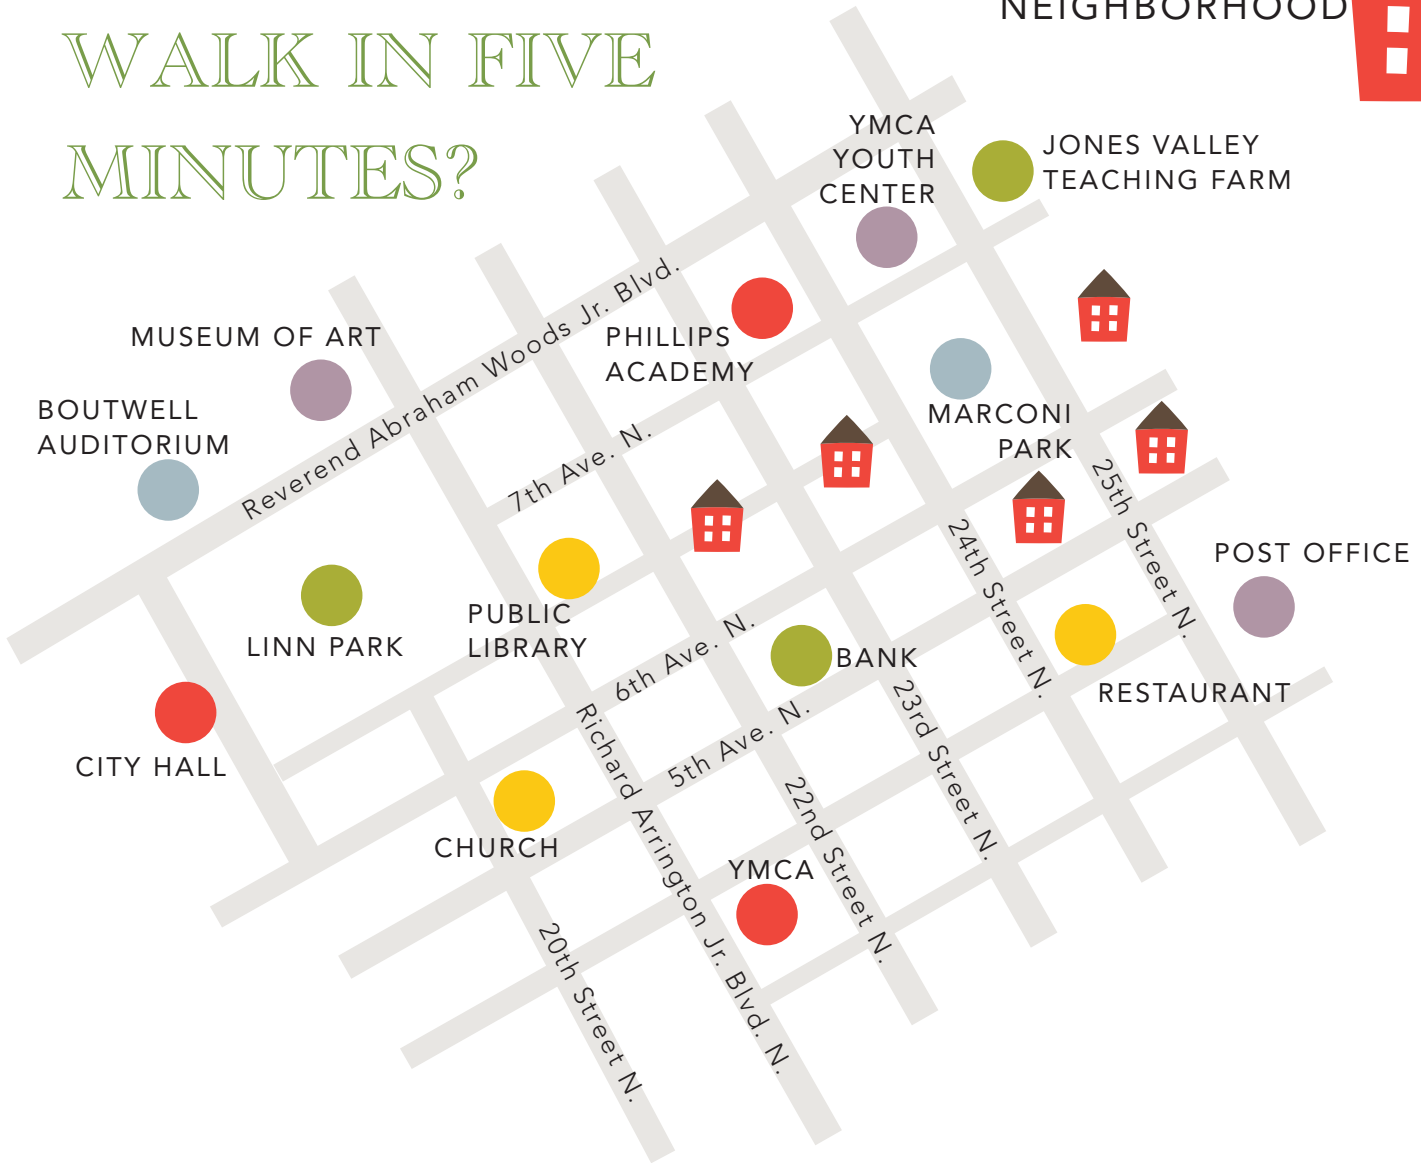 NEIGHBORHOOD
WALK IN FIVE
MINUTES?
YMCA
YOUTH
CENTER
JONES VALLEY
TEACHING FARM
MUSEUM OF ART
Reverend Abraham Woods Jr. Blvd.
PHILLIPS
ACADEMY
BOUTWELL
AUDITORIUM
MARCONI
PARK
7th Ave. N.
25th Street N.
24th Street N.
POST OFFICE
PUBLIC
LIBRARY
LINN PARK
6th Ave. N.
BANK
RESTAURANT
23rd Street N.
5th Ave. N.
Richard Arrington Jr. Blvd. N.
CITY HALL
22nd Street N.
CHURCH
YMCA
20th Street N.